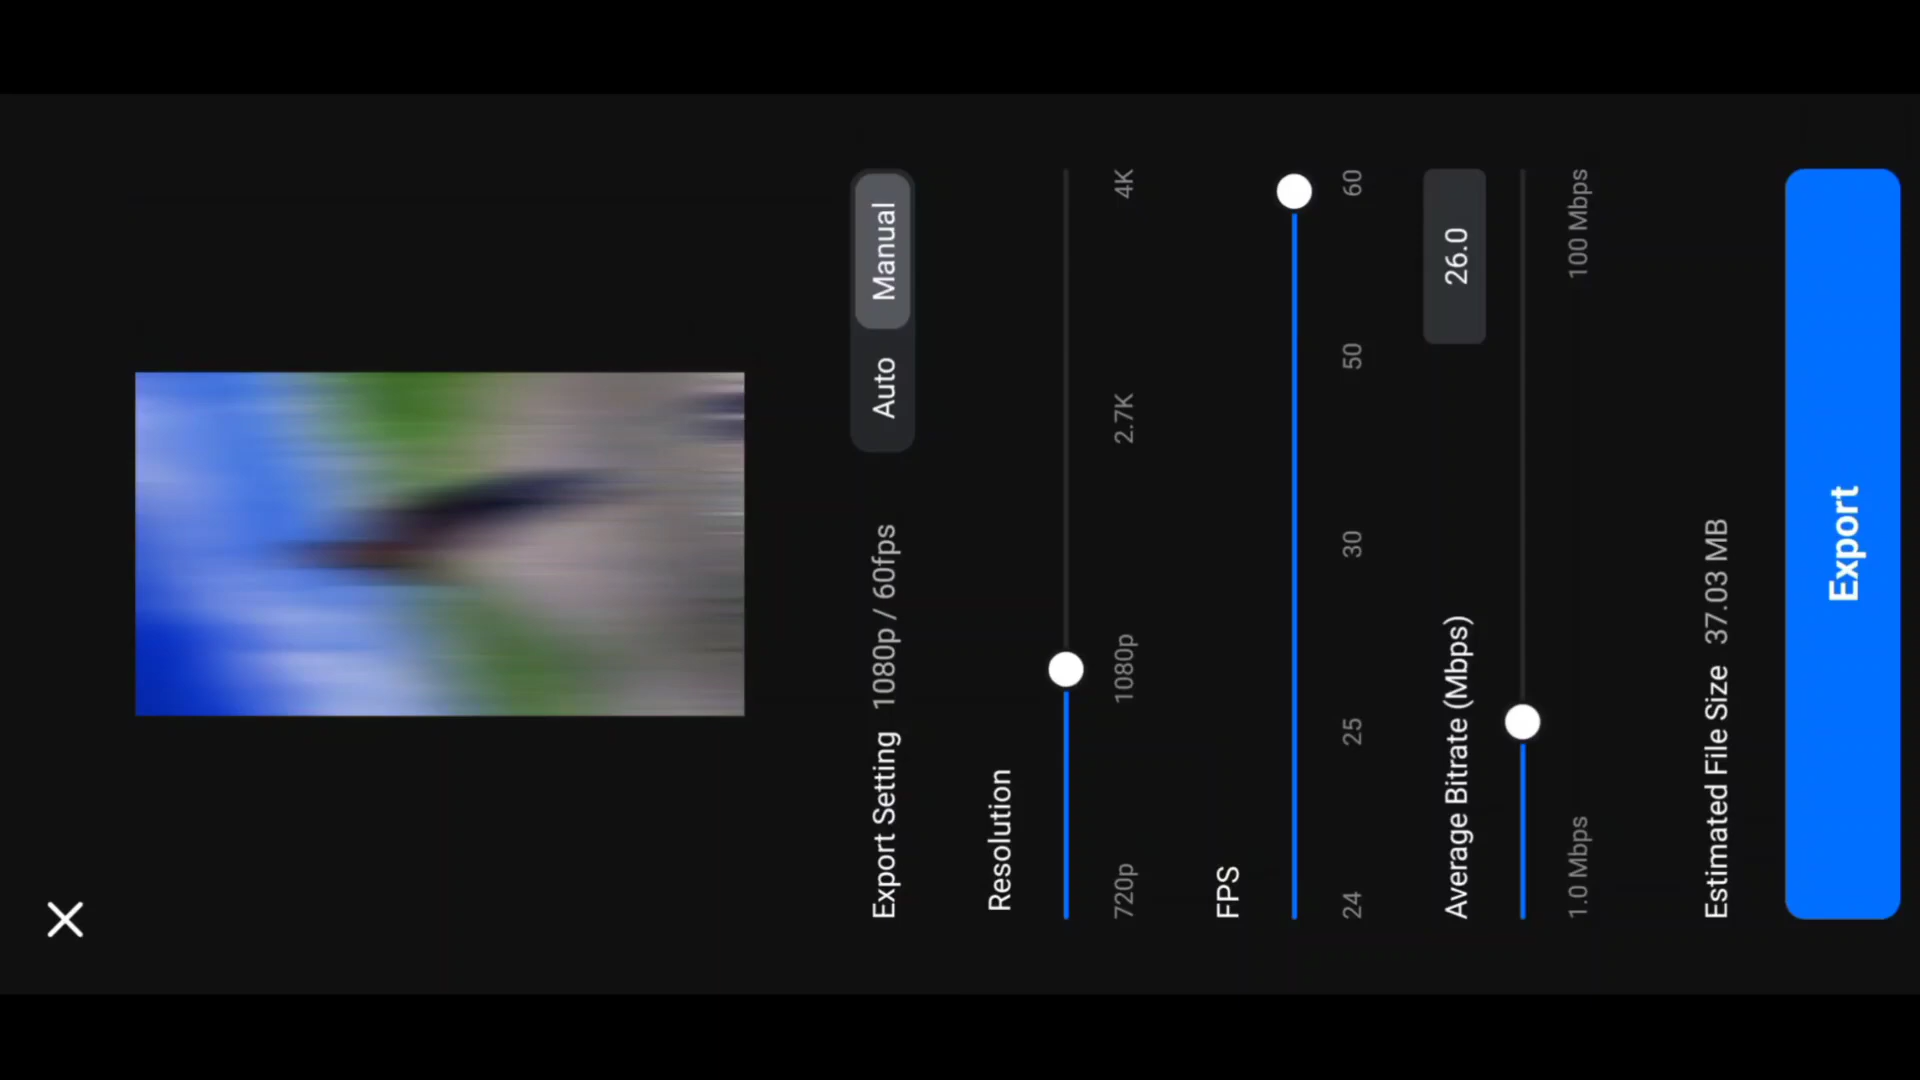 Export Setting 1080p / 60fps Auto Manual
Resolution
720p 1080p 2.7K 4K
FPS
24 25 30 50 60
Average Bitrate (Mbps) 26.0
1.0 Mbps 100 Mbps
Estimated File Size 37.03 MB
Export